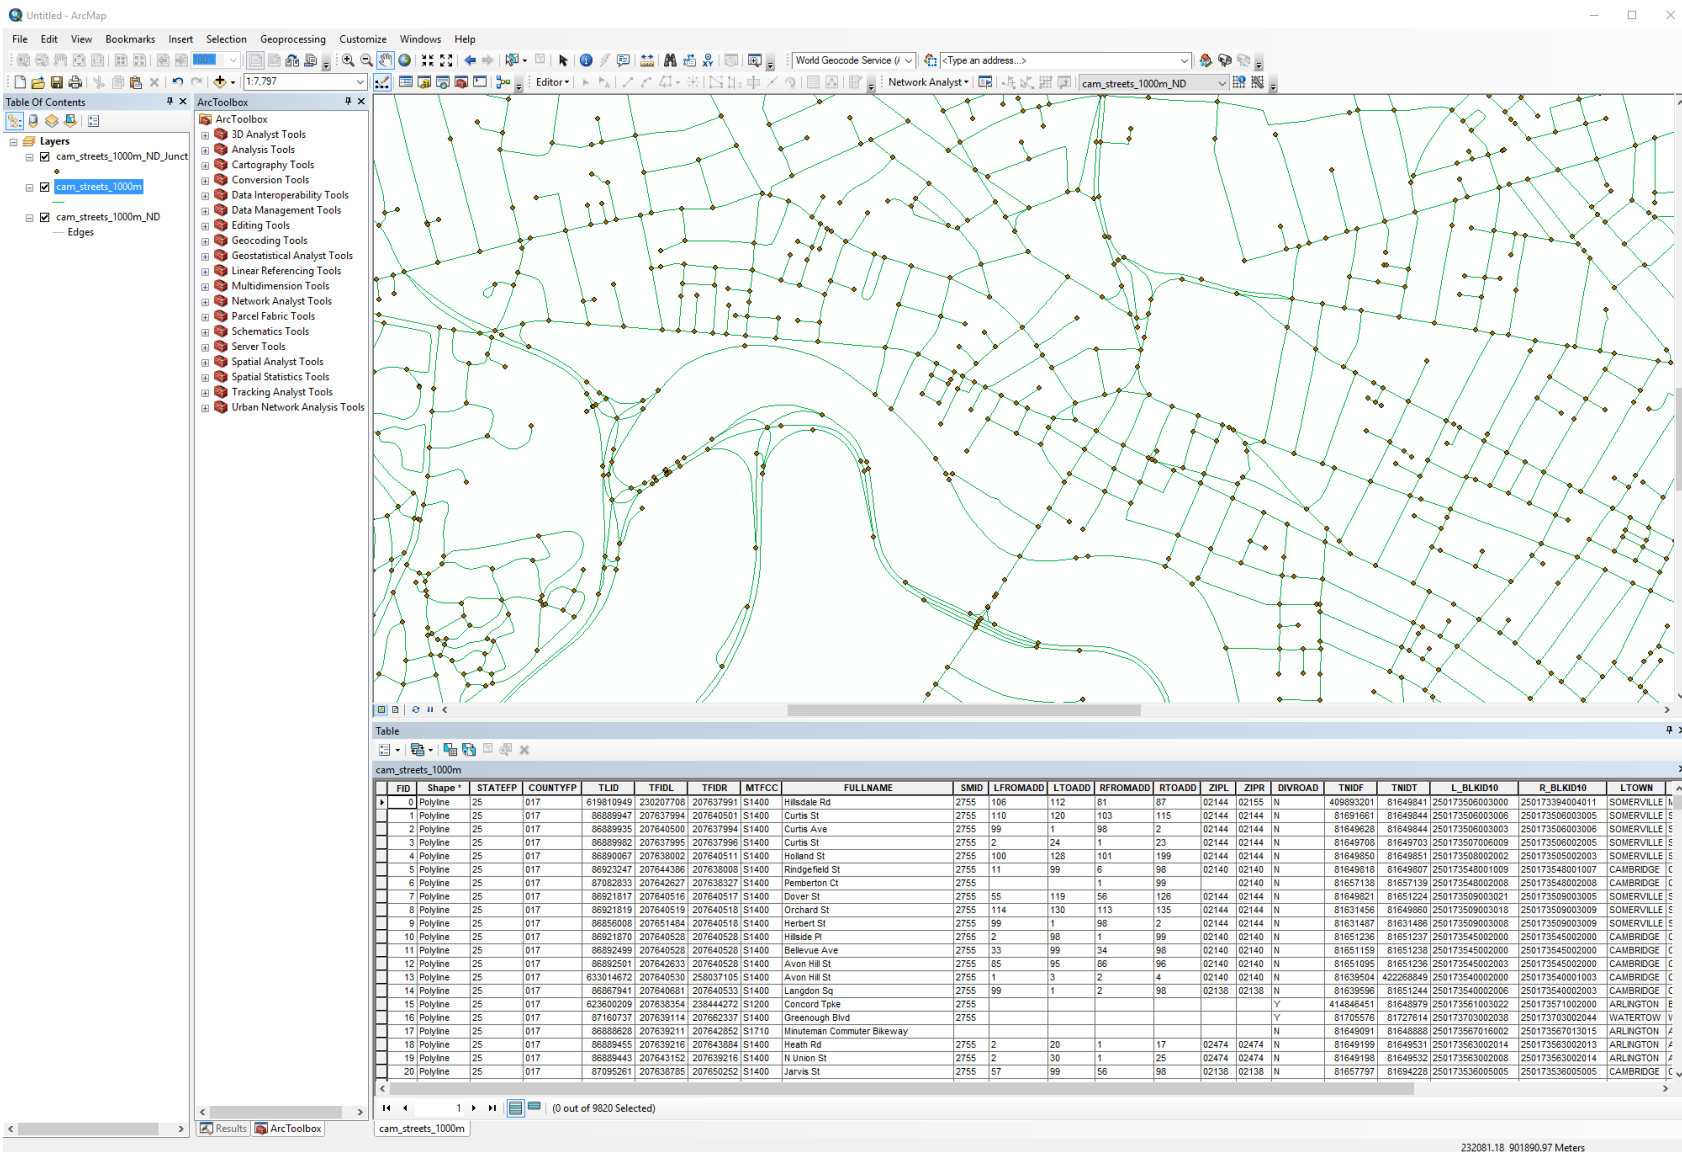 Untitled - ArcMap
File Edit View Bookmarks Insert Selection Geoprocessing Customize Windows Help
100% World Geocode Service (/ <Type an address...>
1:7,797 Editor Network Analyst cam_streets_1000m_ND
Table Of Contents
Layers
cam_streets_1000m_ND_Junct
cam_streets_1000m
cam_streets_1000m_ND
Edges
ArcToolbox
ArcToolbox
3D Analyst Tools
Analysis Tools
Cartography Tools
Conversion Tools
Data Interoperability Tools
Data Management Tools
Editing Tools
Geocoding Tools
Geostatistical Analyst Tools
Linear Referencing Tools
Multidimension Tools
Network Analyst Tools
Parcel Fabric Tools
Schematics Tools
Server Tools
Spatial Analyst Tools
Spatial Statistics Tools
Tracking Analyst Tools
Urban Network Analysis Tools
Results ArcToolbox
Table
cam_streets_1000m
FID Shape * STATEFP COUNTYFP TLID TFIDL TFIDR MTFCC FULLNAME SMID LFROMADD LTOADD RFROMADD RTOADD ZIPL ZIPR DIVROAD TNIDF TNIDT L_BLKID10 R_BLKID10 LTOWN
0 Polyline 25 017 619810949 230207708 207637991 S1400 Hillsdale Rd 2755 106 112 81 87 02144 02155 N 409893201 81649841 250173506003000 250173394004011 SOMERVILLE
1 Polyline 25 017 86889947 207637994 207640501 S1400 Curtis St 2755 110 120 103 115 02144 02144 N 81691661 81649844 250173506003003 250173506003005 SOMERVILLE
2 Polyline 25 017 86889935 207640500 207637994 S1400 Curtis Ave 2755 99 1 98 2 02144 02144 N 81649628 81649844 250173506003003 250173506003006 SOMERVILLE
3 Polyline 25 017 86889982 207637935 207637996 S1400 Curtis St 2755 2 24 1 23 02144 02144 N 81649708 81649703 250173507006009 250173506002005 SOMERVILLE
4 Polyline 25 017 86890067 207638002 207640511 S1400 Holland St 2755 100 128 101 199 02144 02144 N 81649850 81649851 250173508002002 250173505002003 SOMERVILLE
5 Polyline 25 017 86923247 207644386 207638008 S1400 Rindgefield St 2755 11 99 6 98 02140 02140 N 81649818 81649807 250173548001009 250173548001007 CAMBRIDGE
6 Polyline 25 017 87082833 207642627 207638327 S1400 Pemberton Ct 2755 1 99 02140 N 81657138 81657139 250173548002008 250173548002008 CAMBRIDGE
7 Polyline 25 017 86921817 207640516 207640517 S1400 Dover St 2755 55 119 56 126 02144 02144 N 81649821 81651224 250173509003021 250173509003005 SOMERVILLE
8 Polyline 25 017 86921819 207640519 207640518 S1400 Orchard St 2755 114 130 113 135 02144 02144 N 81631456 81649860 250173509003018 250173509003009 SOMERVILLE
9 Polyline 25 017 86856008 207651484 207640518 S1400 Herbert St 2755 99 1 98 2 02144 02144 N 81631487 81631486 250173509003008 250173509003009 SOMERVILLE
10 Polyline 25 017 86921870 207640528 207640528 S1400 Hillside Pl 2755 2 98 1 99 02140 02140 N 81651236 81651237 250173545002000 250173545002000 CAMBRIDGE
11 Polyline 25 017 86892499 207640528 207640528 S1400 Bellevue Ave 2755 33 99 34 98 02140 02140 N 81651159 81651238 250173545002000 250173545002000 CAMBRIDGE
12 Polyline 25 017 86892501 207642633 207640528 S1400 Avon Hill St 2755 85 95 86 96 02140 02140 N 81651095 81651236 250173545002003 250173545002000 CAMBRIDGE
13 Polyline 25 017 633014672 207640530 258037105 S1400 Avon Hill St 2755 1 3 2 4 02140 02140 N 81639504 422268849 250173540002000 250173540001003 CAMBRIDGE
14 Polyline 25 017 86867941 207640681 207640533 S1400 Langdon Sq 2755 99 1 2 98 02138 02138 N 81639596 81651244 250173540002006 250173540002003 CAMBRIDGE
15 Polyline 25 017 623600209 207638354 238444272 S1200 Concord Tpke 2755 Y 414846451 81648979 250173561003022 250173571002000 ARLINGTON
16 Polyline 25 017 87160737 207639114 207662337 S1400 Greenough Blvd 2755 Y 81705576 81727614 250173703002038 250173703002044 WATERTOW
17 Polyline 25 017 86888628 207639211 207642852 S1710 Minuteman Commuter Bikeway N 81649091 81648888 250173567016002 250173567013015 ARLINGTON
18 Polyline 25 017 86889455 207639216 207643884 S1400 Heath Rd 2755 2 20 1 17 02474 02474 N 81649199 81649531 250173563002014 250173563002013 ARLINGTON
19 Polyline 25 017 86889443 207643152 207639216 S1400 N Union St 2755 2 30 1 25 02474 02474 N 81649198 81649532 250173563002008 250173563002014 ARLINGTON
20 Polyline 25 017 87095261 207638785 207650252 S1400 Jarvis St 2755 57 99 56 98 02138 02138 N 81657797 81694228 250173536005005 250173536005005 CAMBRIDGE
1 (0 out of 9820 Selected)
cam_streets_1000m
232081.18 901890.97 Meters